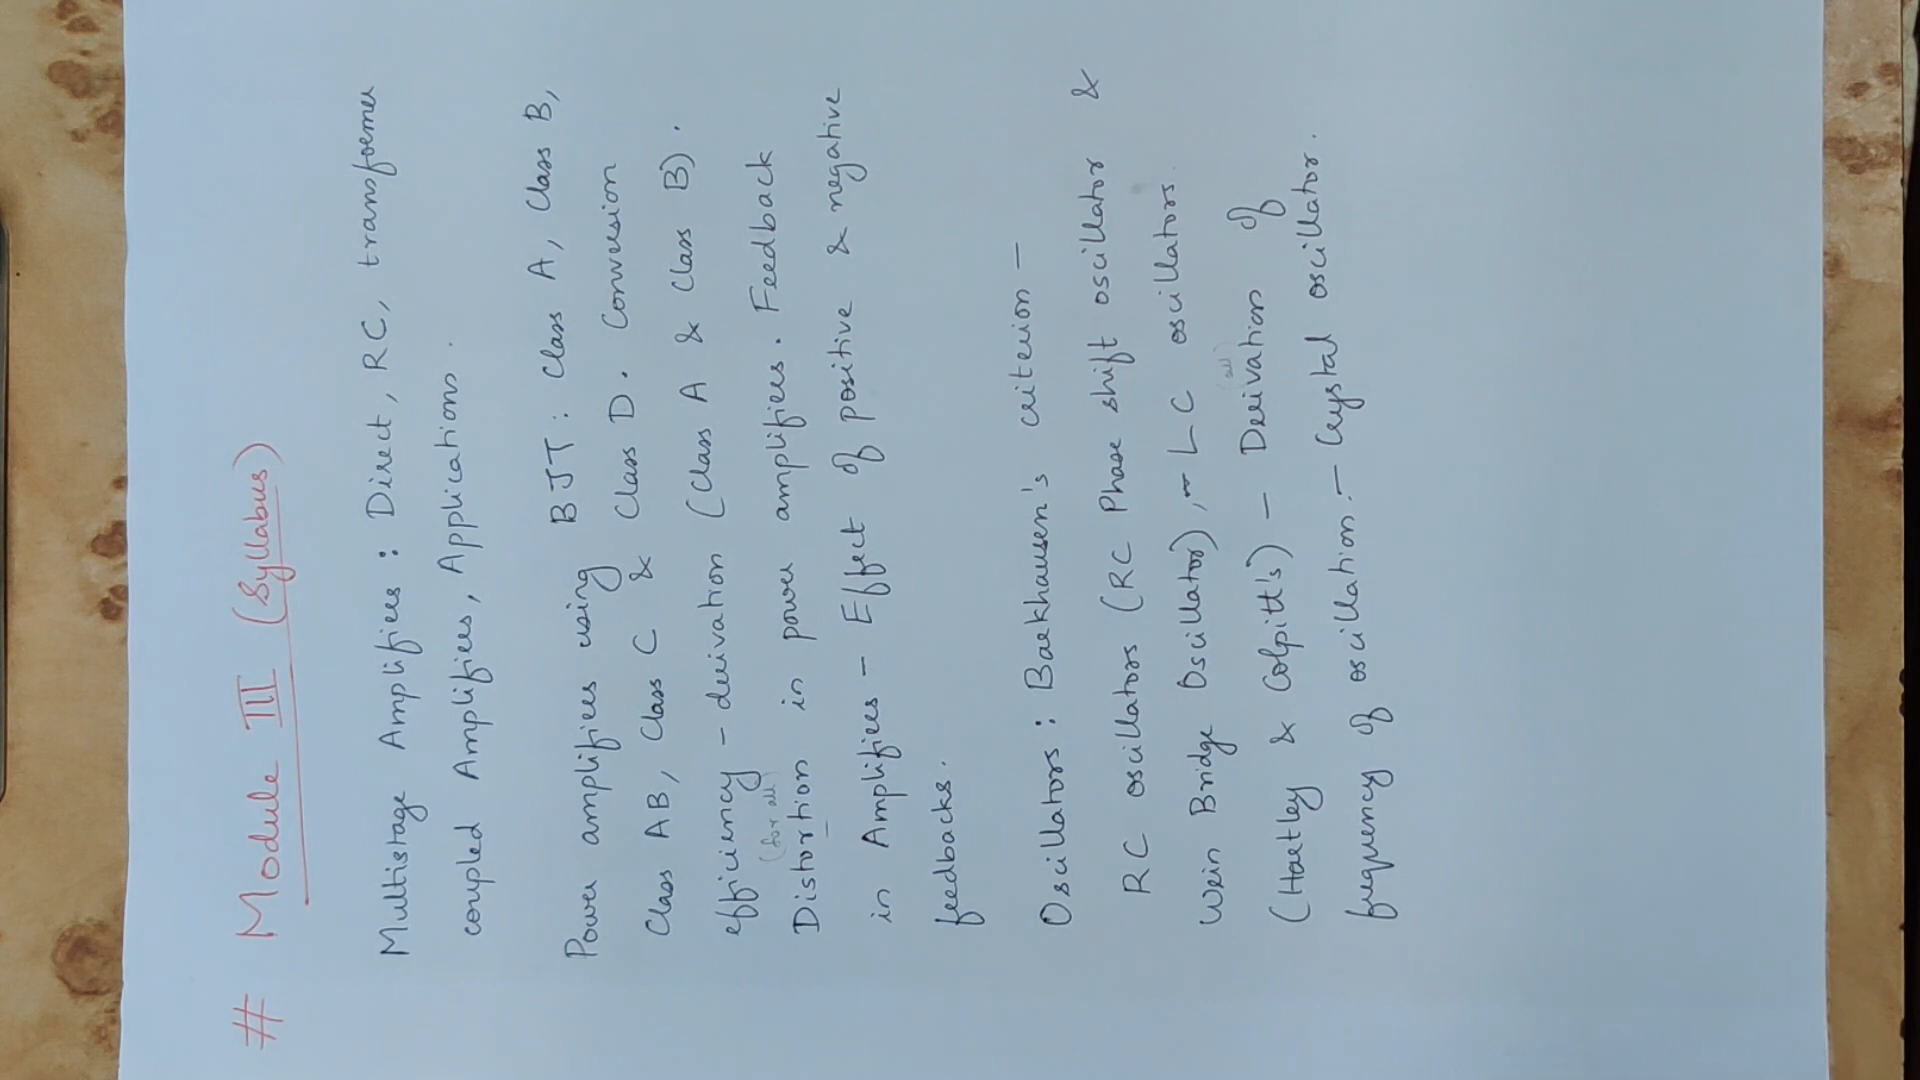 # Module III (Syllabus)
Multistage Amplifiers : Direct, RC, transformer
coupled Amplifiers, Applications.
Power amplifiers using BJT : Class A, Class B,
Class AB, Class C & Class D. Conversion
efficiency - derivation (Class A & Class B).
(for all)
Distortion in power amplifiers. Feedback
in Amplifiers - Effect of positive & negative
feedbacks.
Oscillators : Barkhausen's criterion -
RC oscillators (RC Phase shift oscillator &
Wein Bridge Oscillator), - LC oscillators.
(all)
(Hartley & Colpitt's) - Derivation of
frequency of oscillation. - Crystal oscillator.